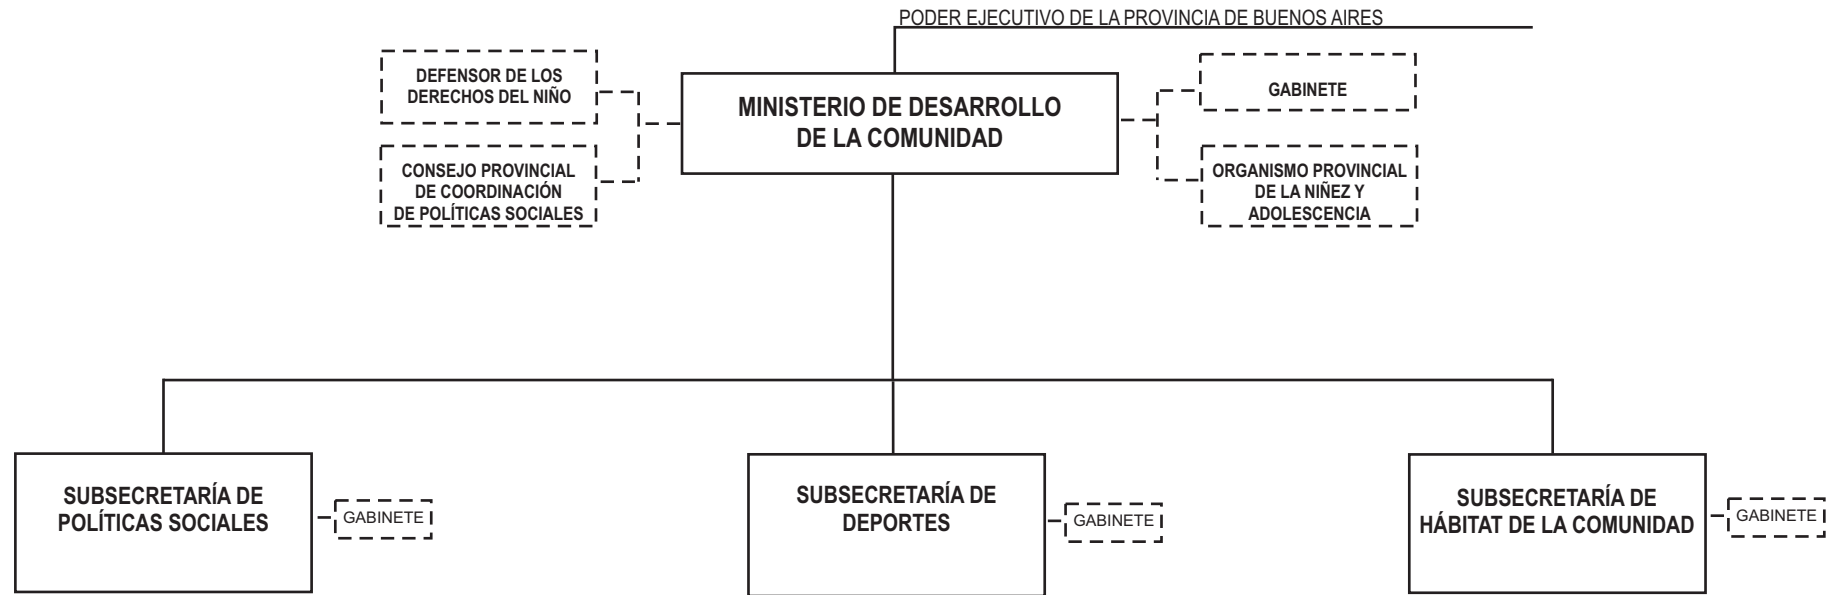 PODER EJECUTIVO DE LA PROVINCIA DE BUENOS AIRES
DEFENSOR DE LOS
DERECHOS DEL NIÑO
CONSEJO PROVINCIAL
DE COORDINACIÓN
DE POLÍTICAS SOCIALES
MINISTERIO DE DESARROLLO
DE LA COMUNIDAD
GABINETE
ORGANISMO PROVINCIAL
DE LA NIÑEZ Y
ADOLESCENCIA
SUBSECRETARÍA DE
POLÍTICAS SOCIALES
GABINETE
SUBSECRETARÍA DE
DEPORTES
GABINETE
SUBSECRETARÍA DE
HÁBITAT DE LA COMUNIDAD
GABINETE